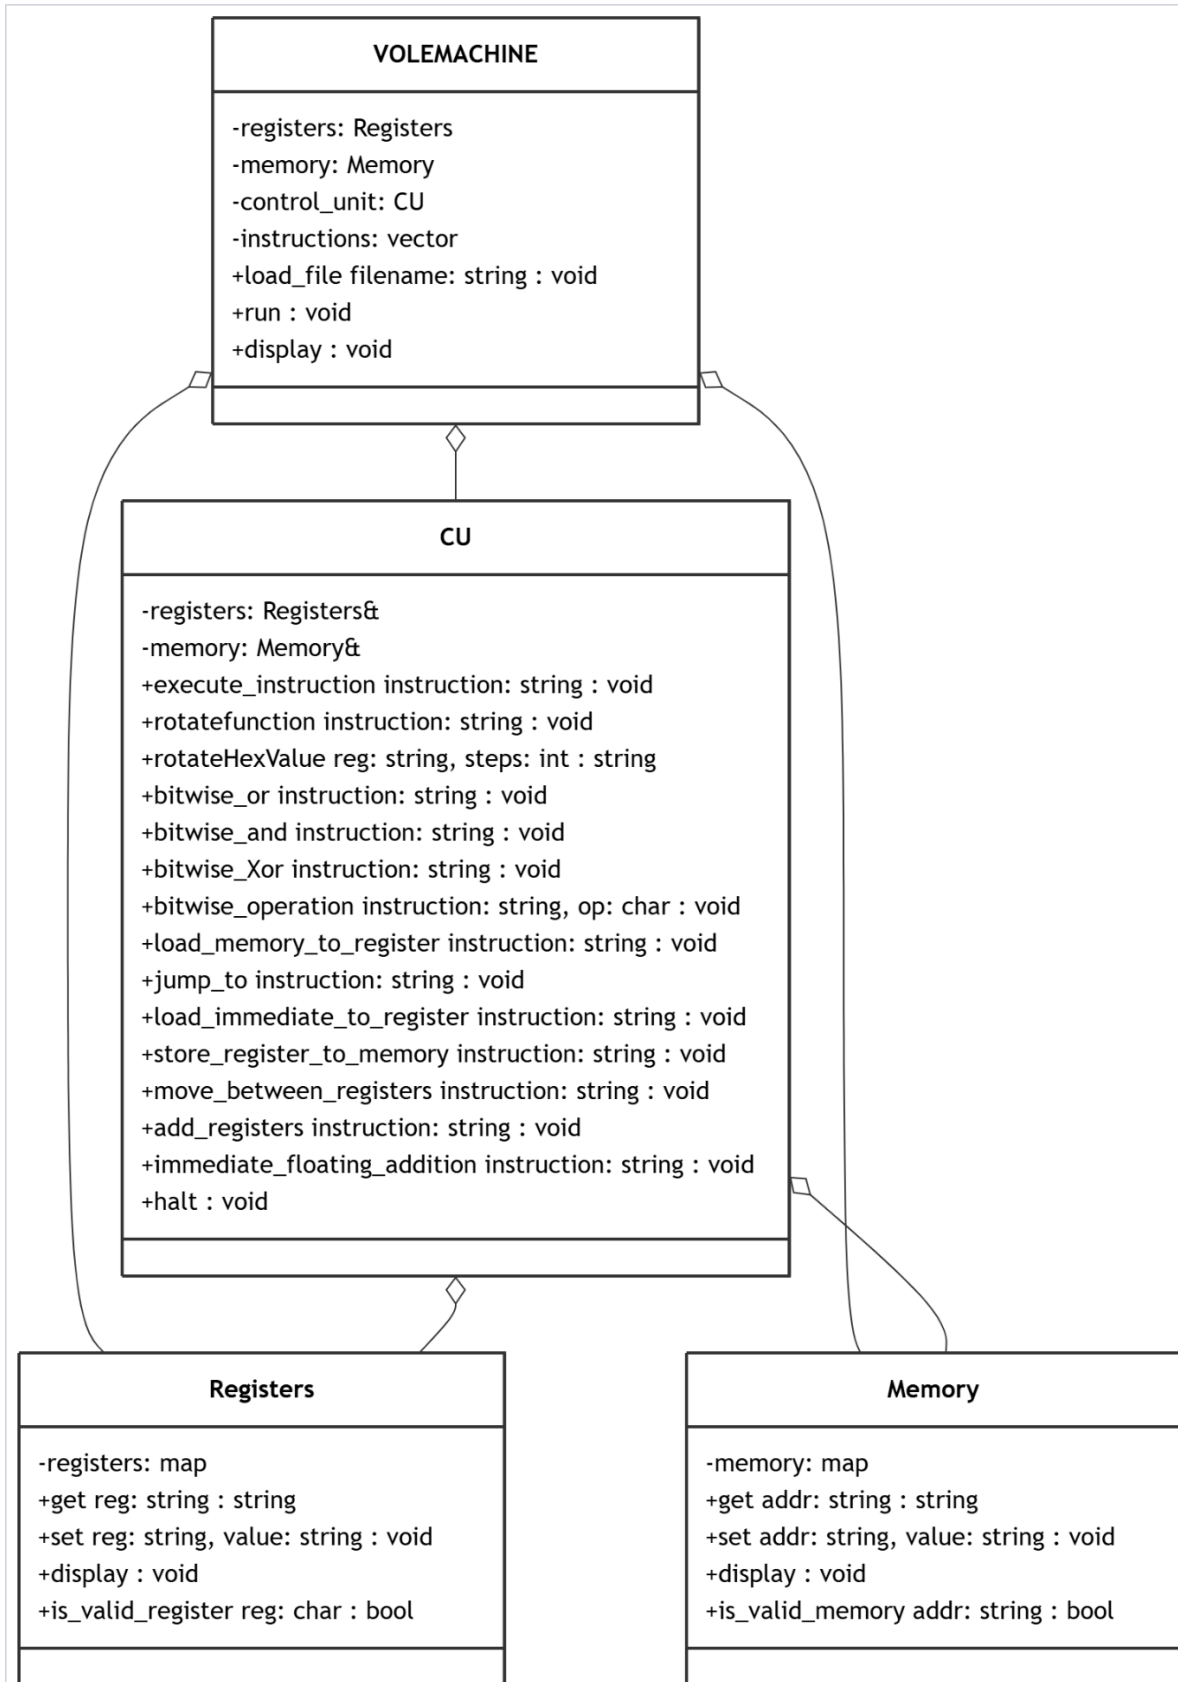 VOLEMACHINE
-registers: Registers
-memory: Memory
-control_unit: CU
-instructions: vector
+load_file filename: string : void
+run : void
+display : void
CU
-registers: Registers&
-memory: Memory&
+execute_instruction instruction: string : void
+rotatefunction instruction: string : void
+rotateHexValue reg: string, steps: int : string
+bitwise_or instruction: string : void
+bitwise_and instruction: string : void
+bitwise_Xor instruction: string : void
+bitwise_operation instruction: string, op: char : void
+load_memory_to_register instruction: string : void
+jump_to instruction: string : void
+load_immediate_to_register instruction: string : void
+store_register_to_memory instruction: string : void
+move_between_registers instruction: string : void
+add_registers instruction: string : void
+immediate_floating_addition instruction: string : void
+halt : void
Registers
-registers: map
+get reg: string : string
+set reg: string, value: string : void
+display : void
+is_valid_register reg: char : bool
Memory
-memory: map
+get addr: string : string
+set addr: string, value: string : void
+display : void
+is_valid_memory addr: string : bool